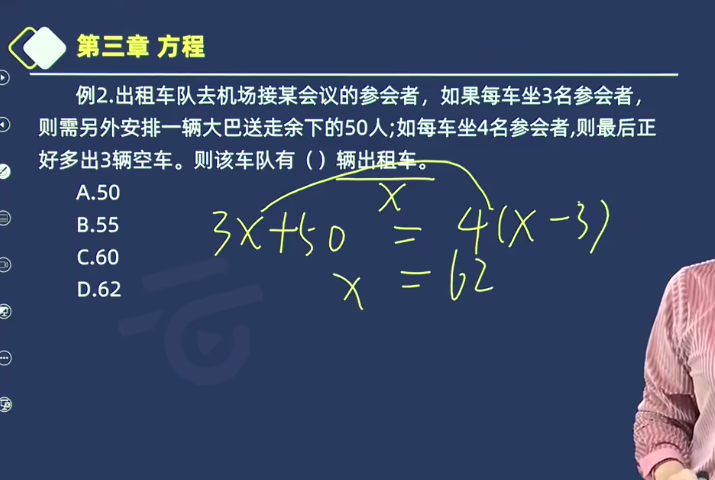 第三章 方程
例2.出租车队去机场接某会议的参会者，如果每车坐3名参会者，
则需另外安排一辆大巴送走余下的50人;如每车坐4名参会者,则最后正
好多出3辆空车。则该车队有（）辆出租车。
A.50
B.55
C.60
D.62
x
3x+50 = 4(x-3)
x = 62